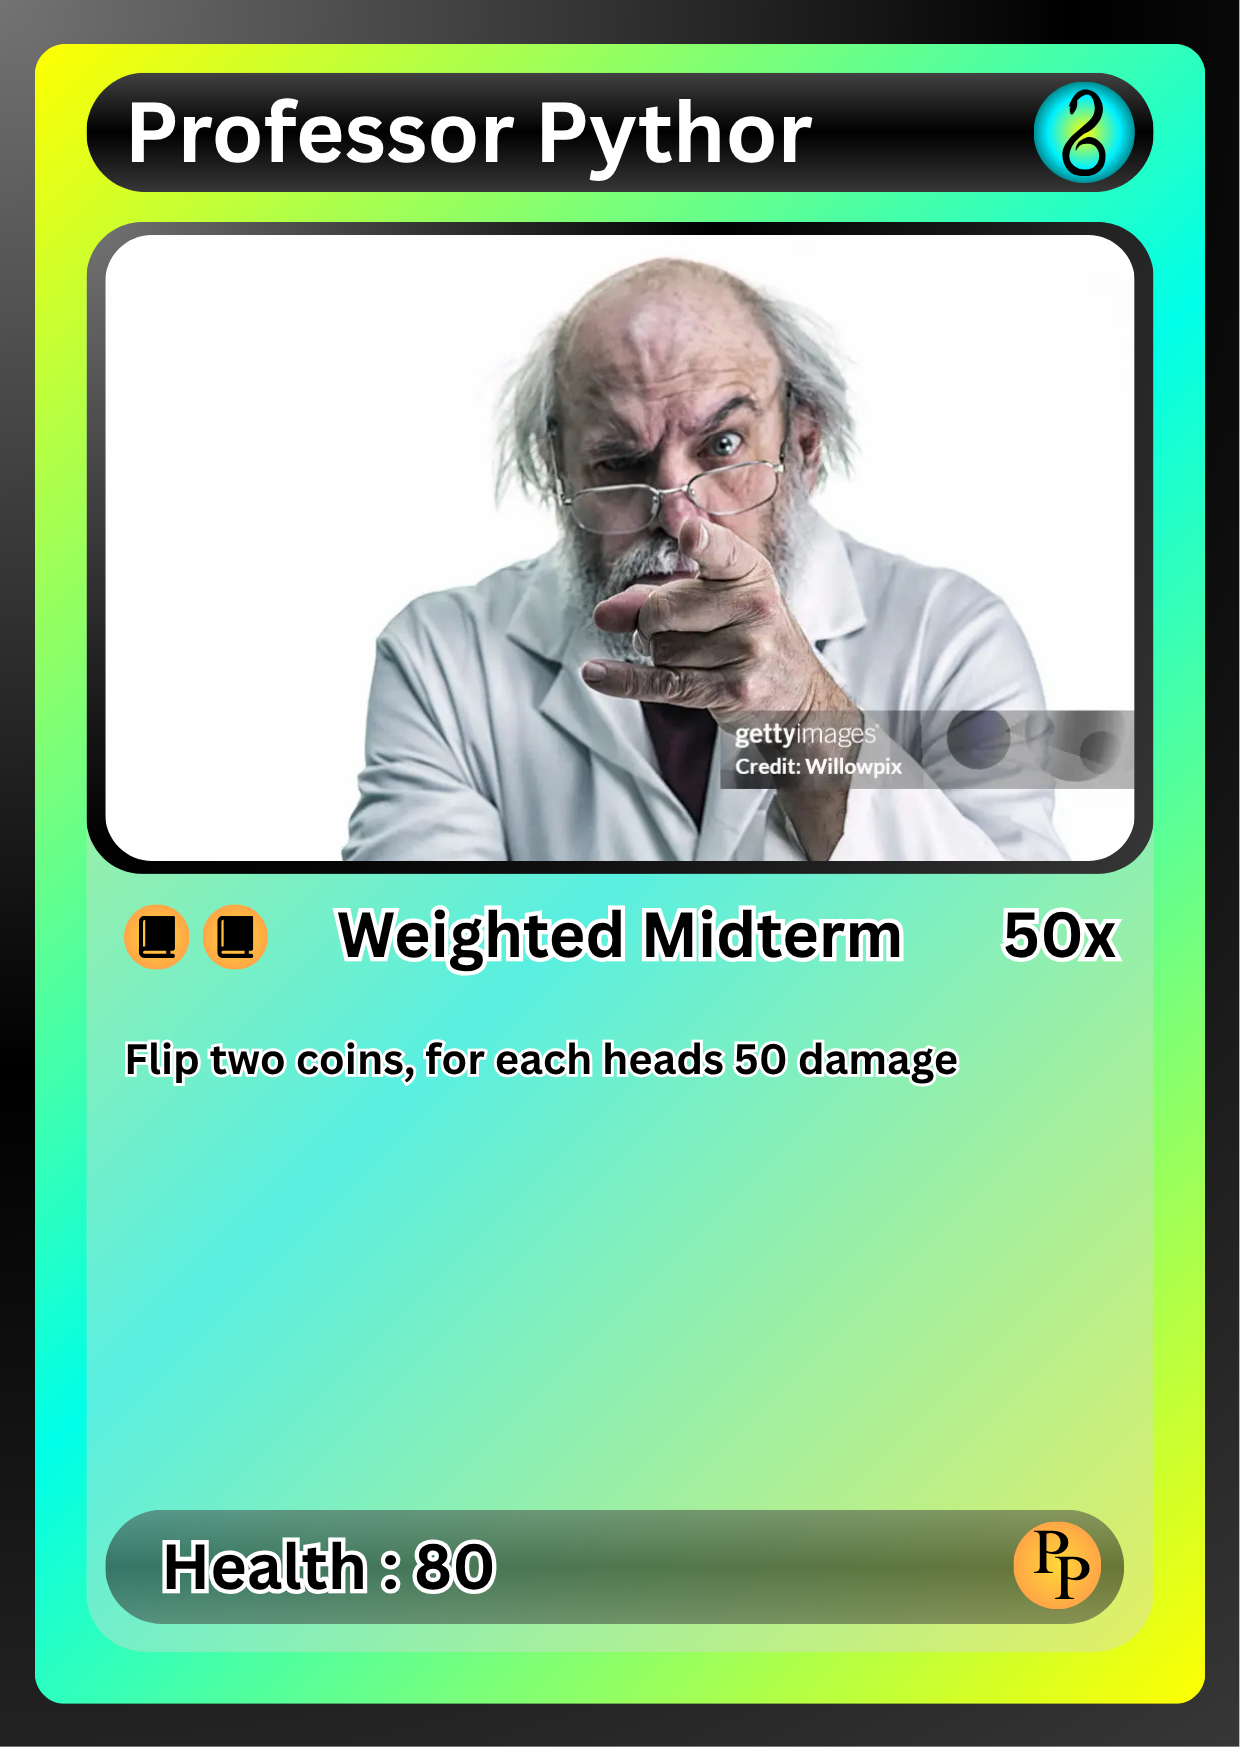 Professor Pythor
gettyimages®
Credit: Willowpix
Weighted Midterm 50x
Flip two coins, for each heads 50 damage
Health : 80
PP